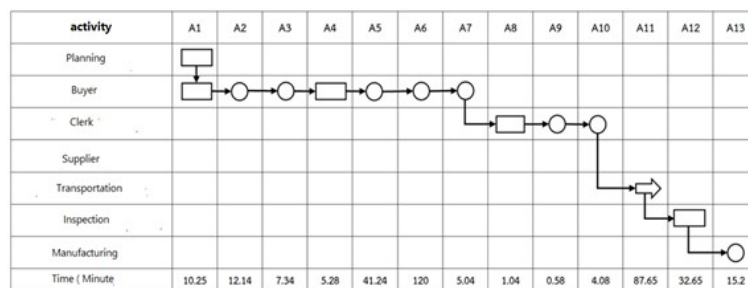 activity A1 A2 A3 A4 A5 A6 A7 A8 A9 A10 A11 A12 A13
Planning
Buyer
Clerk
Supplier
Transportation
Inspection
Manufacturing
Time ( Minute 10.25 12.14 7.34 5.28 41.24 120 5.04 1.04 0.58 4.08 87.65 32.65 15.2